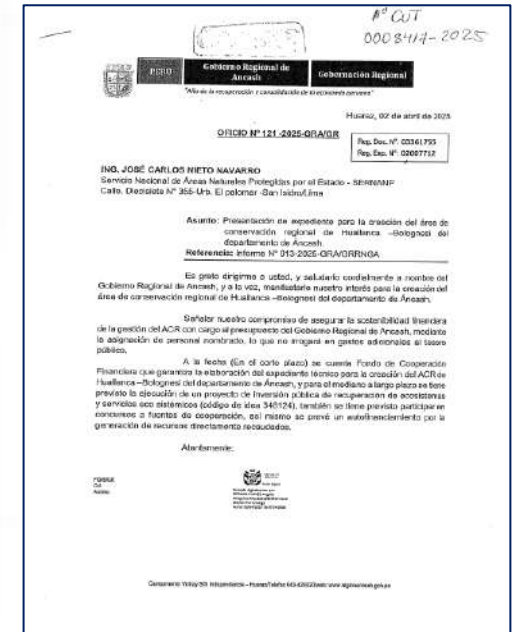 Nº CUT
0008417-2025
PERÚ
Gobierno Regional de
Ancash
Gobernación Regional
"Año de la recuperación y consolidación de la economía peruana"
Huaraz, 02 de abril de 2025
OFICIO Nº 121 -2025-GRA/GR
Reg. Doc. Nº. 03361755
Reg. Exp. Nº. 02007712
ING. JOSÉ CARLOS NIETO NAVARRO
Servicio Nacional de Áreas Naturales Protegidas por el Estado - SERNANP
Calle. Diecisiete Nº 355-Urb. El palomar -San Isidro/Lima
Asunto: Presentación de expediente para la creación del área de
conservación regional de Huallanca –Bolognesi del
departamento de Áncash.
Referencia: Informe Nº 013-2025-GRA/GRRNGA
Es grato dirigirme a usted, y saludarlo cordialmente a nombre del
Gobierno Regional de Ancash, y a la vez, manifestarle nuestro interés para la creación del
área de conservación regional de Huallanca –Bolognesi del departamento de Áncash.
Señalar nuestro compromiso de asegurar la sostenibilidad financiera
de la gestión del ACR con cargo al presupuesto del Gobierno Regional de Ancash, mediante
la asignación de personal nombrado, lo que no irrogará en gastos adicionales al tesoro
público.
A la fecha (En el corto plazo) se cuente Fondo de Cooperación
Financiera que garantiza la elaboración del expediente técnico para la creación del ACR de
Huallanca –Bolognesi del departamento de Áncash, y para el mediano a largo plazo se tiene
previsto la ejecución de un proyecto de inversión pública de recuperación de ecosistemas
y servicios eco sistémicos (código de idea 346124), también se tiene previsto participar en
concursos a fuentes de cooperación, así mismo se prevé un autofinanciamiento por la
generación de recursos directamente recaudados.
Atentamente;